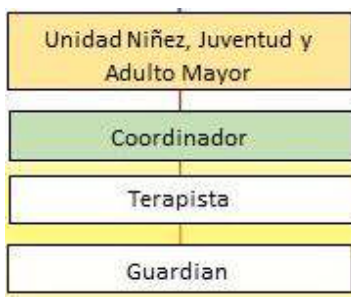 Unidad Niñez, Juventud y
Adulto Mayor
Coordinador
Terapista
Guardian